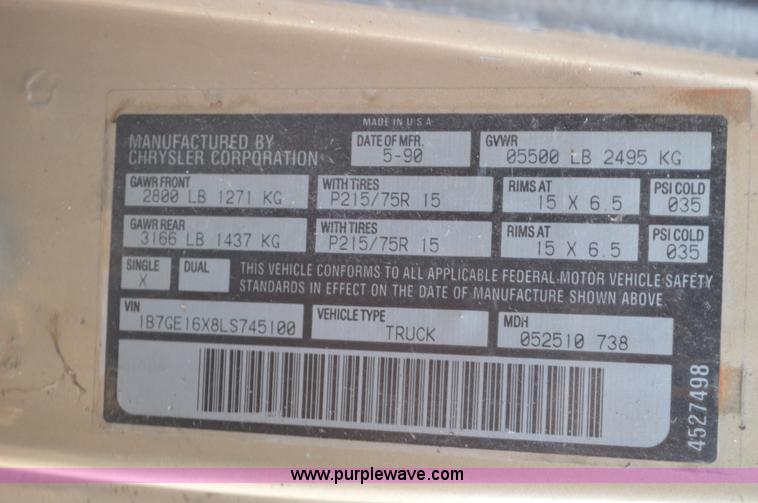 MADE IN U.S.A.
MANUFACTURED BY
CHRYSLER CORPORATION
DATE OF MFR.
5-90
GVWR
05500 LB 2495 KG
GAWR FRONT
2800 LB 1271 KG
WITH TIRES
P215/75R 15
RIMS AT
15 X 6.5
PSI COLD
035
GAWR REAR
3166 LB 1437 KG
WITH TIRES
P215/75R 15
RIMS AT
15 X 6.5
PSI COLD
035
SINGLE
X
DUAL
THIS VEHICLE CONFORMS TO ALL APPLICABLE FEDERAL MOTOR VEHICLE SAFETY
STANDARDS IN EFFECT ON THE DATE OF MANUFACTURE SHOWN ABOVE.
VIN
1B7GE16X8LS745100
VEHICLE TYPE
TRUCK
MDH
052510 738
4527498
www.purplewave.com